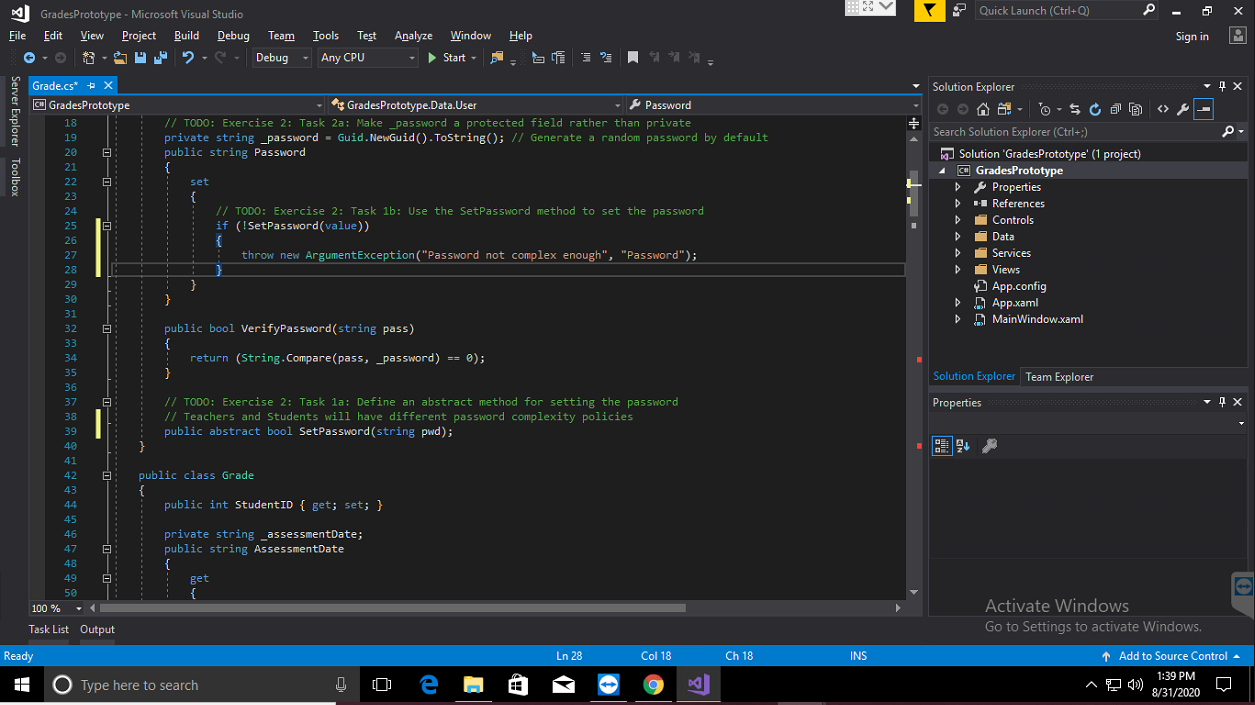 GradesPrototype - Microsoft Visual Studio
Quick Launch (Ctrl+Q)
File Edit View Project Build Debug Team Tools Test Analyze Window Help
Sign in
Debug Any CPU Start
Server Explorer
Toolbox
Grade.cs*
GradesPrototype GradesPrototype.Data.User Password
18 // TODO: Exercise 2: Task 2a: Make _password a protected field rather than private
19 private string _password = Guid.NewGuid().ToString(); // Generate a random password by default
20 public string Password
21 {
22 set
23 {
24 // TODO: Exercise 2: Task 1b: Use the SetPassword method to set the password
25 if (!SetPassword(value))
26 {
27 throw new ArgumentException("Password not complex enough", "Password");
28 }
29 }
30 }
31
32 public bool VerifyPassword(string pass)
33 {
34 return (String.Compare(pass, _password) == 0);
35 }
36
37 // TODO: Exercise 2: Task 1a: Define an abstract method for setting the password
38 // Teachers and Students will have different password complexity policies
39 public abstract bool SetPassword(string pwd);
40 }
41
42 public class Grade
43 {
44 public int StudentID { get; set; }
45
46 private string _assessmentDate;
47 public string AssessmentDate
48 {
49 get
50 {
100 %
Task List Output
Solution Explorer
Search Solution Explorer (Ctrl+;)
Solution 'GradesPrototype' (1 project)
GradesPrototype
Properties
References
Controls
Data
Services
Views
App.config
App.xaml
MainWindow.xaml
Solution Explorer Team Explorer
Properties
Activate Windows
Go to Settings to activate Windows.
Ready Ln 28 Col 18 Ch 18 INS Add to Source Control
Type here to search
1:39 PM
8/31/2020